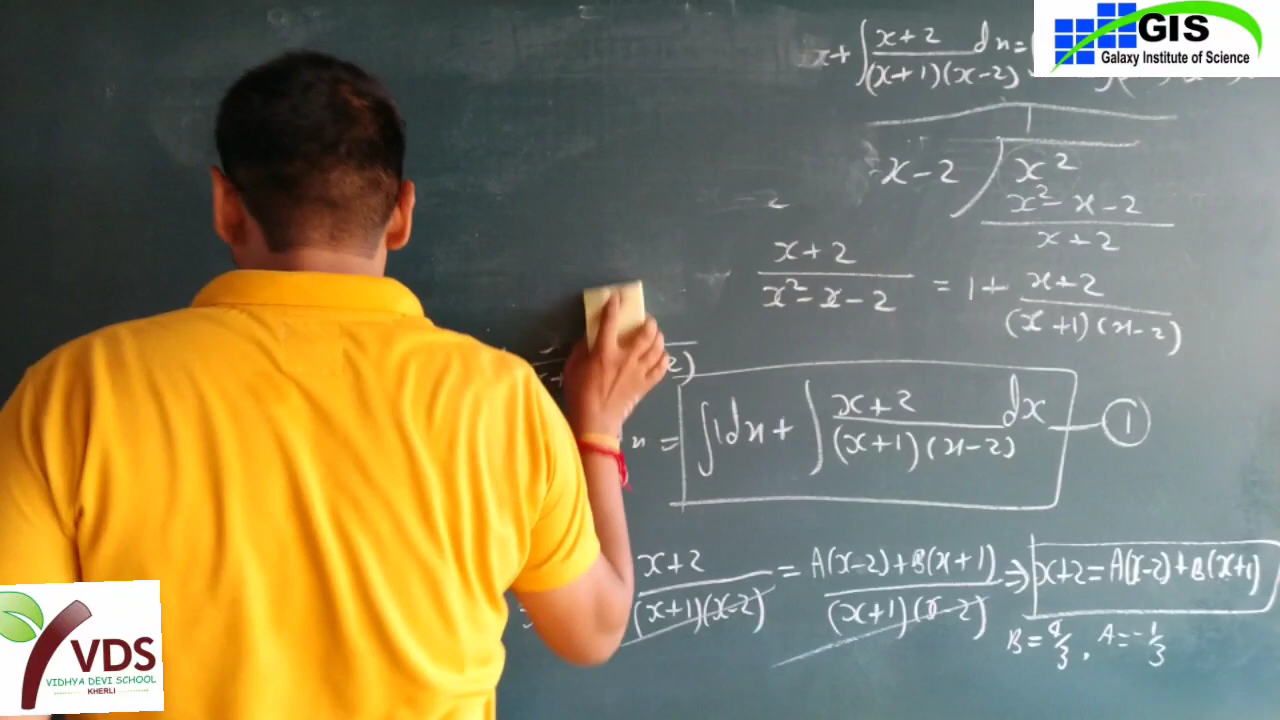 x + ∫ x+2 / (x+1)(x-2) dx =
GIS
Galaxy Institute of Science
x-2 ) x²
x²-x-2
x+2
-2
x+2 / x²-x-2 = 1+ x+2 / (x+1)(x-2)
2)
x = ∫1dx + ∫ x+2 / (x+1)(x-2) dx — 1
x+2 / (x+1)(x-2) = A(x-2)+B(x+1) / (x+1)(x-2) ⇒ x+2 = A(x-2)+B(x+1)
B = 4/3, A = -1/3
VDS
VIDHYA DEVI SCHOOL
KHERLI